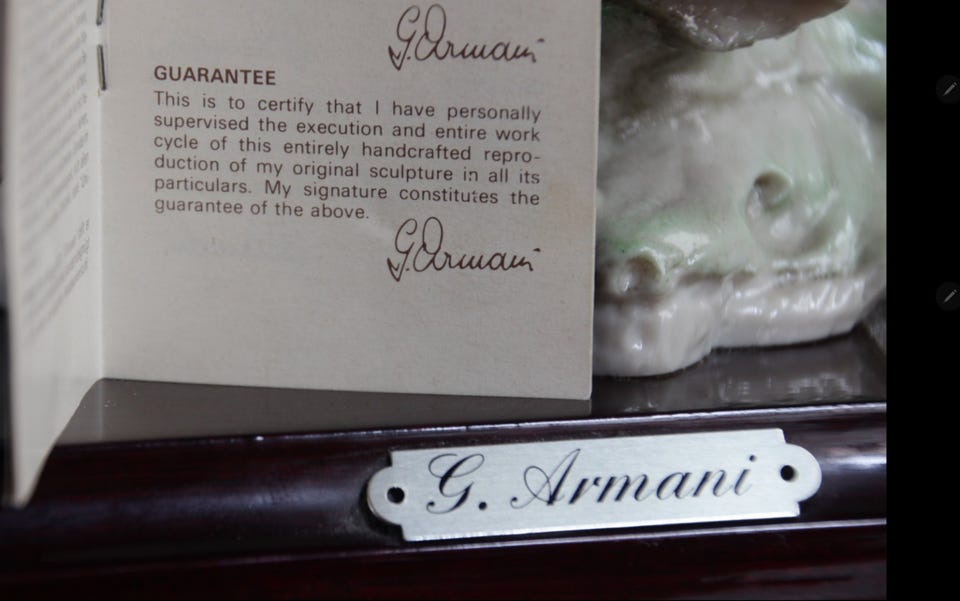 G. Armani
GUARANTEE
This is to certify that I have personally
supervised the execution and entire work
cycle of this entirely handcrafted repro-
duction of my original sculpture in all its
particulars. My signature constitutes the
guarantee of the above.
G. Armani
G. Armani